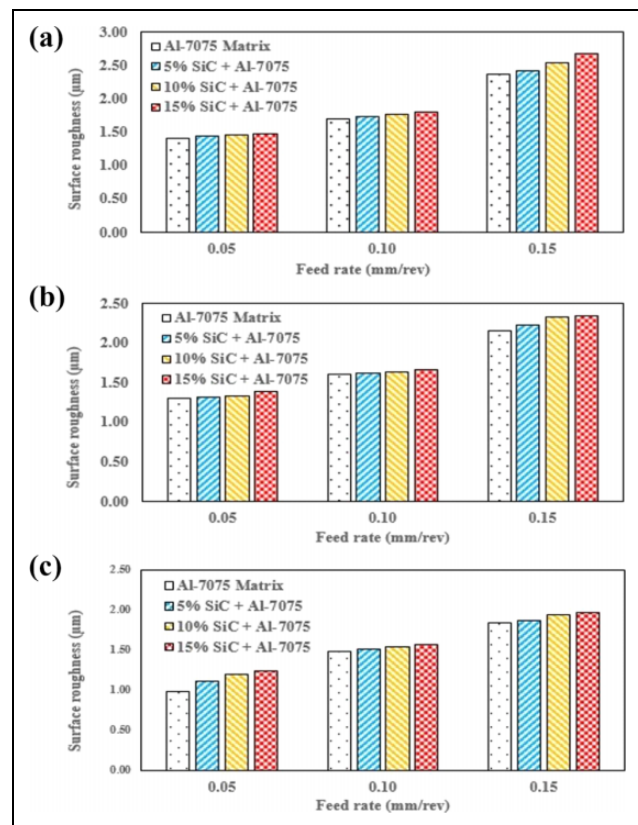 (a)
Surface roughness (µm)
3.00
2.50
2.00
1.50
1.00
0.50
0.00
Al-7075 Matrix
5% SiC + Al-7075
10% SiC + Al-7075
15% SiC + Al-7075
0.05 0.10 0.15
Feed rate (mm/rev)
(b)
Surface roughness (µm)
2.50
2.00
1.50
1.00
0.50
0.00
Al-7075 Matrix
5% SiC + Al-7075
10% SiC + Al-7075
15% SiC + Al-7075
0.05 0.10 0.15
Feed rate (mm/rev)
(c)
Surface roughness (µm)
2.50
2.00
1.50
1.00
0.50
0.00
Al-7075 Matrix
5% SiC + Al-7075
10% SiC + Al-7075
15% SiC + Al-7075
0.05 0.10 0.15
Feed rate (mm/rev)